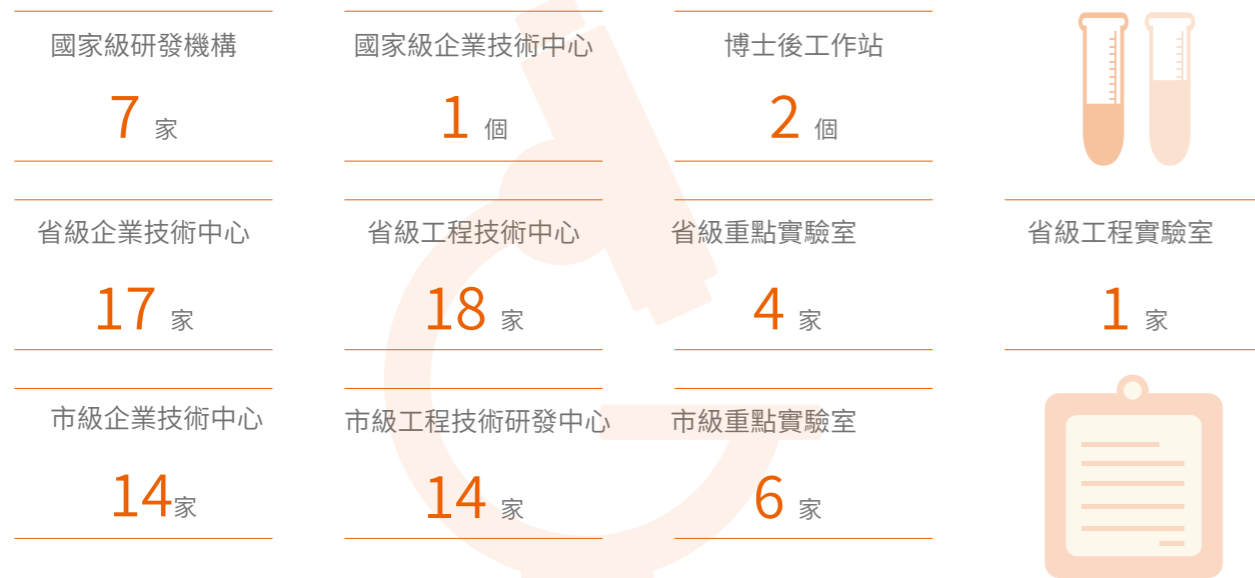 國家級研發機構
7 家
國家級企業技術中心
1 個
博士後工作站
2 個
省級企業技術中心
17 家
省級工程技術中心
18 家
省級重點實驗室
4 家
省級工程實驗室
1 家
市級企業技術中心
14家
市級工程技術研發中心
14 家
市級重點實驗室
6 家